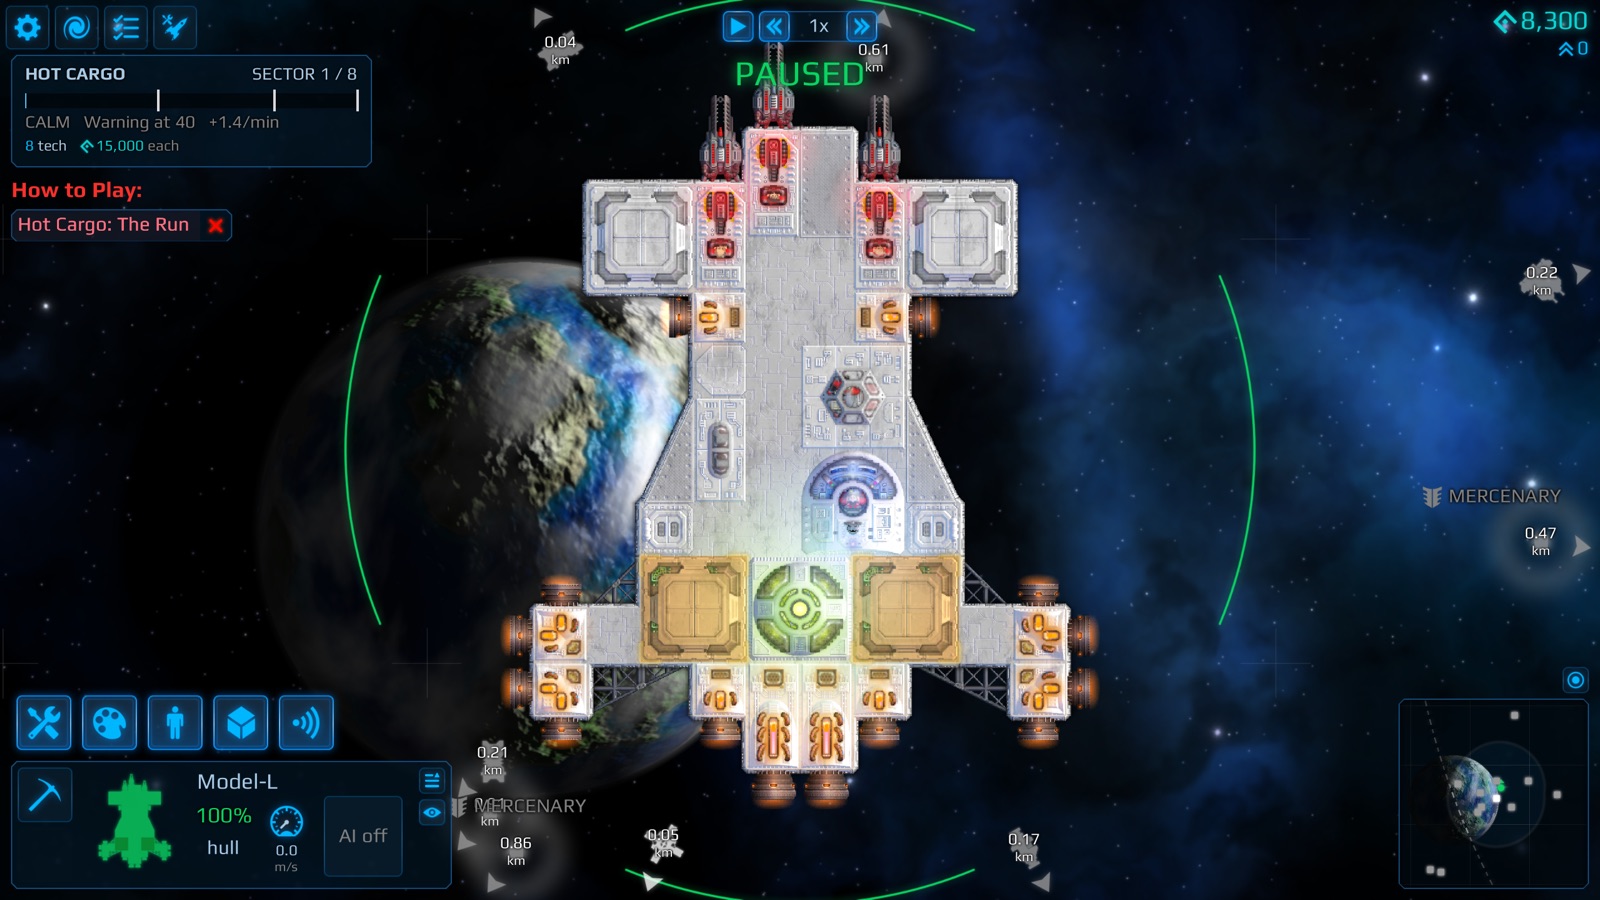 1x
PAUSED
8,300
0
HOT CARGO
SECTOR 1 / 8
CALM Warning at 40 +1.4/min
8 tech 15,000 each
How to Play:
Hot Cargo: The Run
0.04
km
0.61
km
0.22
km
MERCENARY
0.47
km
0.21
km
MERCENARY
km
0.86
km
0.05
km
0.17
km
Model-L
100%
hull
0.0
m/s
AI off